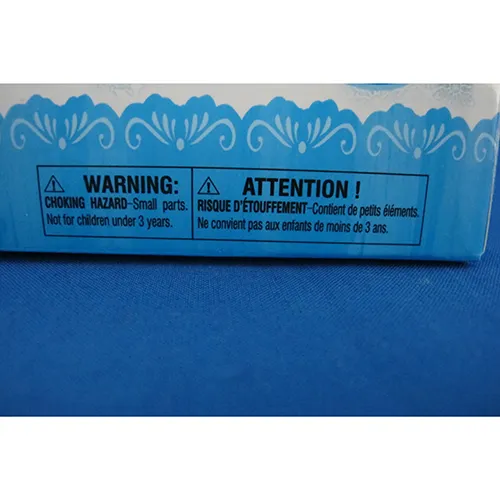 WARNING:
CHOKING HAZARD–Small parts.
Not for children under 3 years.
ATTENTION !
RISQUE D'ÉTOUFFEMENT–Contient de petits éléments.
Ne convient pas aux enfants de moins de 3 ans.